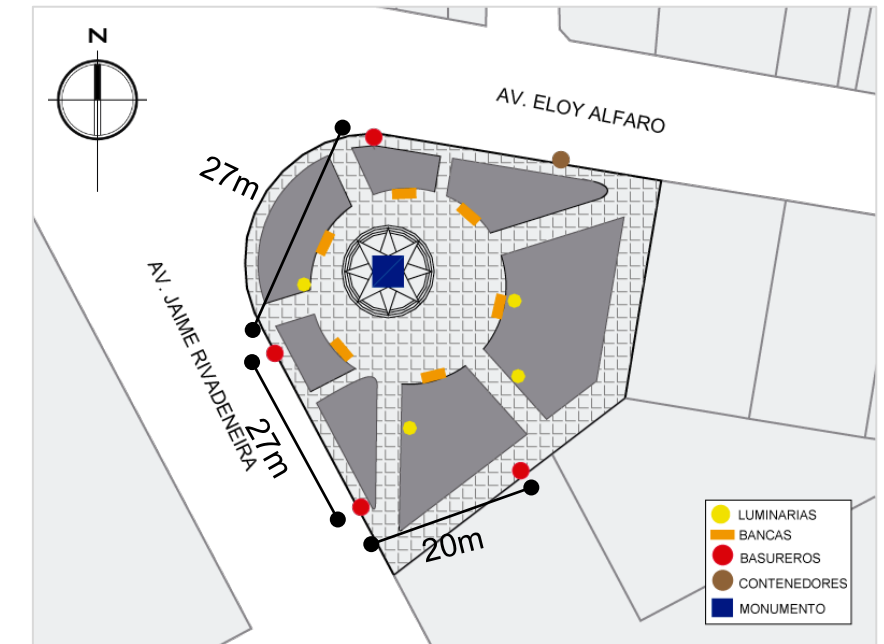 N
AV. ELOY ALFARO
27m
AV. JAIME RIVADENEIRA
27m
20m
LUMINARIAS
BANCAS
BASUREROS
CONTENEDORES
MONUMENTO